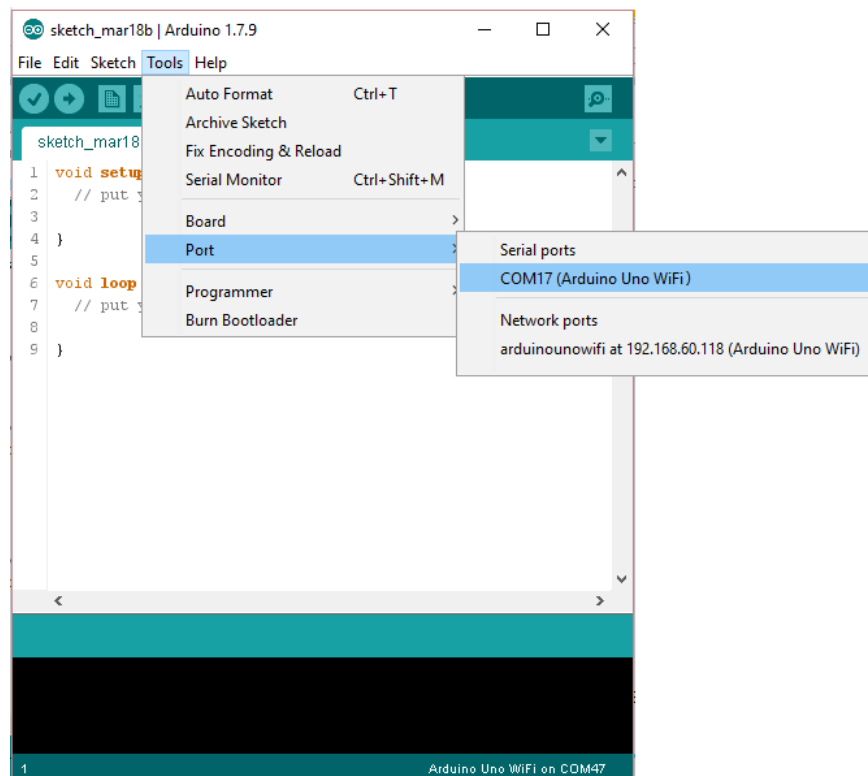 sketch_mar18b | Arduino 1.7.9
File Edit Sketch Tools Help
Auto Format Ctrl+T
Archive Sketch
Fix Encoding & Reload
Serial Monitor Ctrl+Shift+M
Board
Port
Programmer
Burn Bootloader
Serial ports
COM17 (Arduino Uno WiFi)
Network ports
arduinounowifi at 192.168.60.118 (Arduino Uno WiFi)
sketch_mar18
1 void setup
2 // put y
3
4 }
5
6 void loop
7 // put y
8
9 }
1 Arduino Uno WiFi on COM47